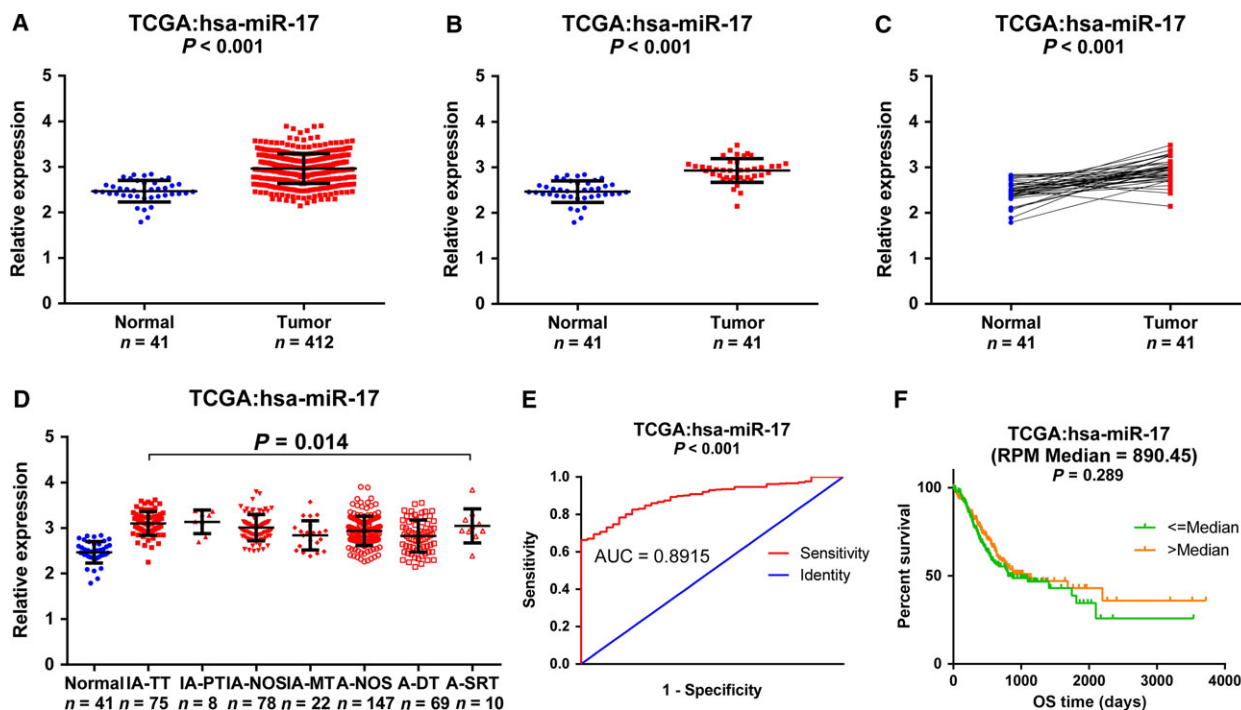 A
TCGA:hsa-miR-17
P < 0.001
Relative expression
5
4
3
2
1
0
Normal
n = 41
Tumor
n = 412
B
TCGA:hsa-miR-17
P < 0.001
Relative expression
5
4
3
2
1
0
Normal
n = 41
Tumor
n = 41
C
TCGA:hsa-miR-17
P < 0.001
Relative expression
5
4
3
2
1
0
Normal
n = 41
Tumor
n = 41
D
TCGA:hsa-miR-17
P = 0.014
Relative expression
5
4
3
2
1
0
Normal IA-TT IA-PT IA-NOS IA-MT A-NOS A-DT A-SRT
n = 41 n = 75 n = 8 n = 78 n = 22 n = 147 n = 69 n = 10
E
TCGA:hsa-miR-17
P < 0.001
Sensitivity
1.0
0.8
0.6
0.4
0.2
0.0
AUC = 0.8915
Sensitivity
Identity
1 - Specificity
F
TCGA:hsa-miR-17
(RPM Median = 890.45)
P = 0.289
Percent survival
100
50
0
<=Median
>Median
0 1000 2000 3000 4000
OS time (days)